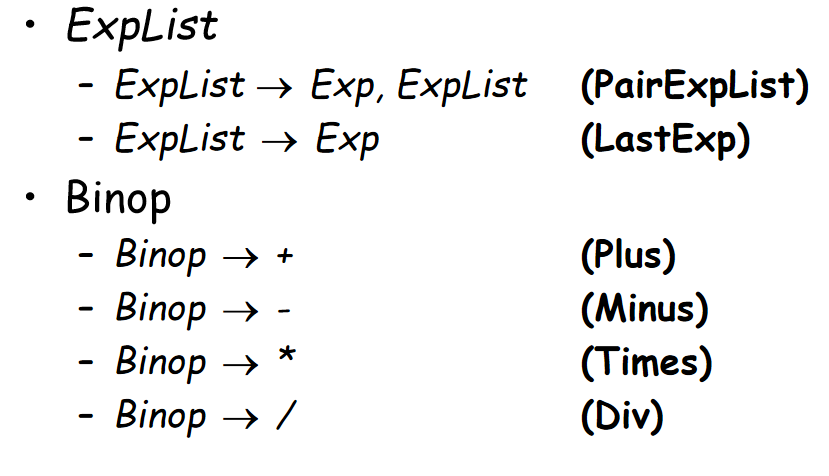 • ExpList
– ExpList → Exp, ExpList (PairExpList)
– ExpList → Exp (LastExp)
• Binop
– Binop → + (Plus)
– Binop → - (Minus)
– Binop → * (Times)
– Binop → / (Div)